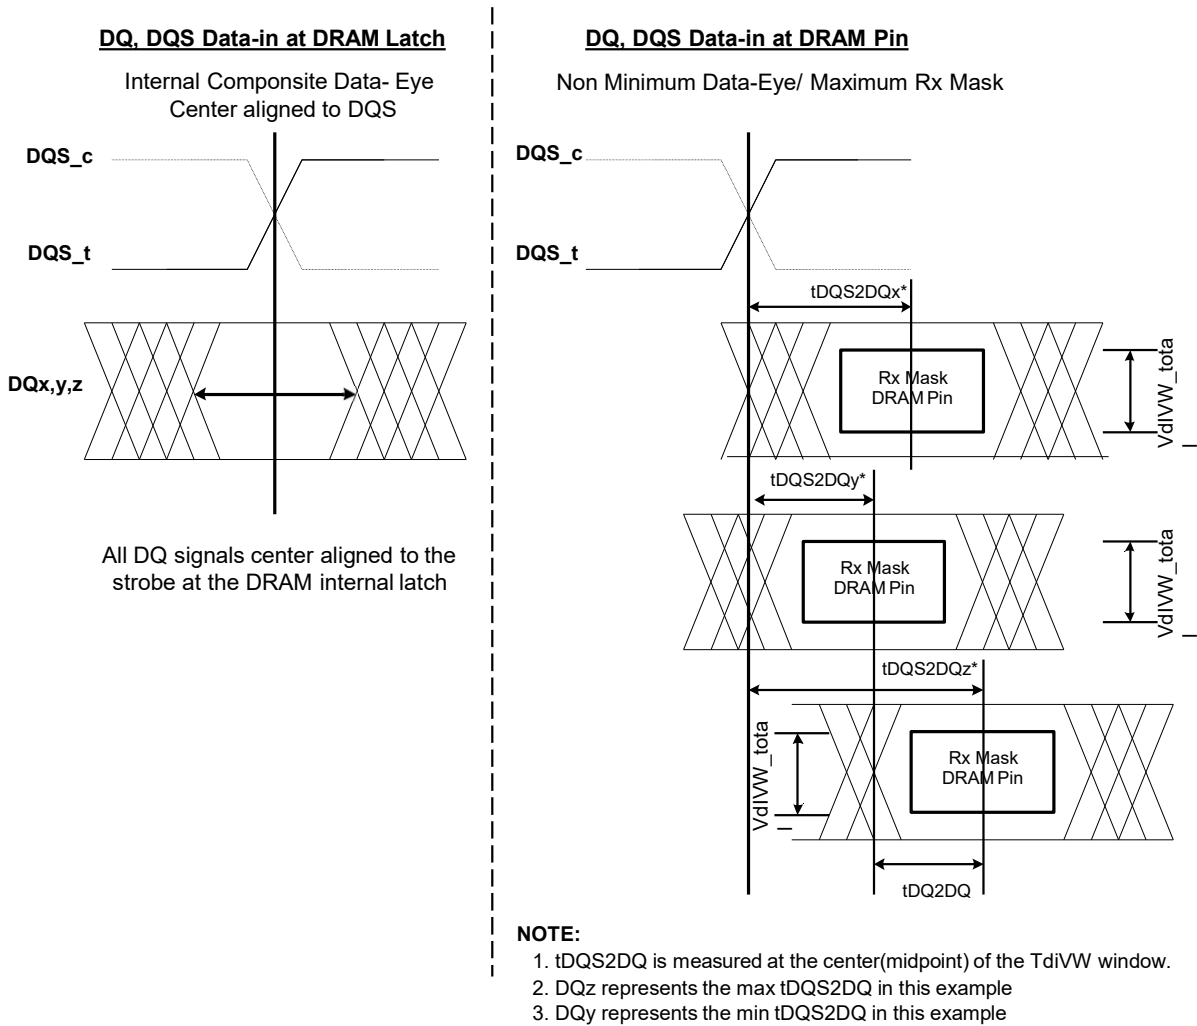 DQ, DQS Data-in at DRAM Latch
Internal Componsite Data- Eye
Center aligned to DQS
DQS_c
DQS_t
DQx,y,z
All DQ signals center aligned to the
strobe at the DRAM internal latch
DQ, DQS Data-in at DRAM Pin
Non Minimum Data-Eye/ Maximum Rx Mask
DQS_c
DQS_t
tDQS2DQx*
Rx Mask
DRAM Pin
VdIVW_tota
l
tDQS2DQy*
Rx Mask
DRAM Pin
VdIVW_tota
l
tDQS2DQz*
VdIVW_tota
l
Rx Mask
DRAM Pin
tDQ2DQ
NOTE:
1. tDQS2DQ is measured at the center(midpoint) of the TdiVW window.
2. DQz represents the max tDQS2DQ in this example
3. DQy represents the min tDQS2DQ in this example